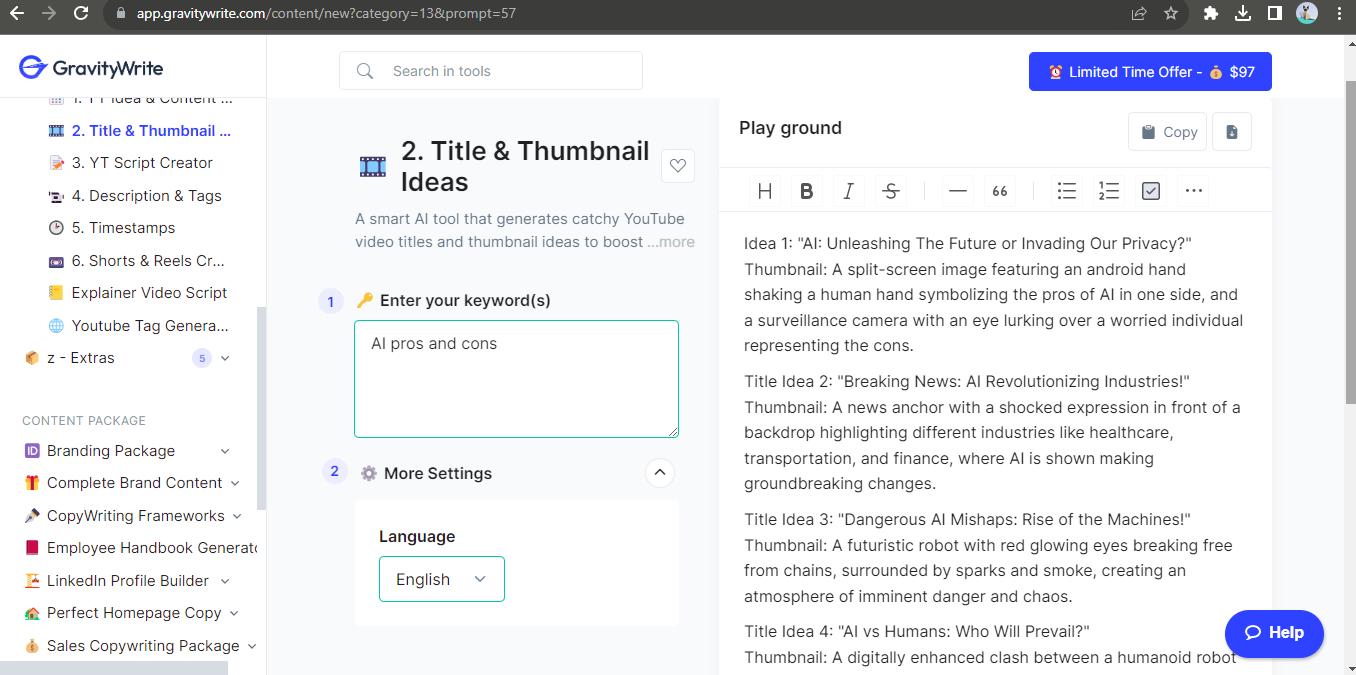 app.gravitywrite.com/content/new?category=13&prompt=57
GravityWrite
Search in tools
Limited Time Offer - $97
1. YT Idea & Content ...
2. Title & Thumbnail ...
3. YT Script Creator
4. Description & Tags
5. Timestamps
6. Shorts & Reels Cr...
Explainer Video Script
Youtube Tag Genera...
z - Extras
5
CONTENT PACKAGE
ID Branding Package
Complete Brand Content
CopyWriting Frameworks
Employee Handbook Generato
LinkedIn Profile Builder
Perfect Homepage Copy
Sales Copywriting Package
2. Title & Thumbnail
Ideas
A smart AI tool that generates catchy YouTube
video titles and thumbnail ideas to boost ...more
1
Enter your keyword(s)
AI pros and cons
2
More Settings
Language
English
Play ground
Copy
H B I S 66
Idea 1: "AI: Unleashing The Future or Invading Our Privacy?"
Thumbnail: A split-screen image featuring an android hand
shaking a human hand symbolizing the pros of AI in one side, and
a surveillance camera with an eye lurking over a worried individual
representing the cons.
Title Idea 2: "Breaking News: AI Revolutionizing Industries!"
Thumbnail: A news anchor with a shocked expression in front of a
backdrop highlighting different industries like healthcare,
transportation, and finance, where AI is shown making
groundbreaking changes.
Title Idea 3: "Dangerous AI Mishaps: Rise of the Machines!"
Thumbnail: A futuristic robot with red glowing eyes breaking free
from chains, surrounded by sparks and smoke, creating an
atmosphere of imminent danger and chaos.
Title Idea 4: "AI vs Humans: Who Will Prevail?"
Thumbnail: A digitally enhanced clash between a humanoid robot
Help